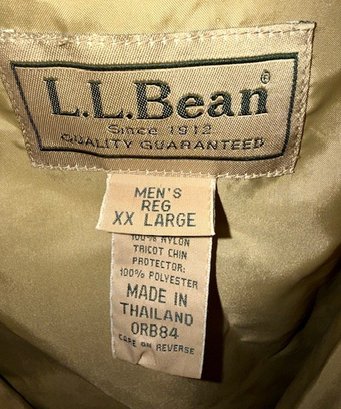 L.L.Bean®
Since 1912
QUALITY GUARANTEED
MEN'S
REG
XX LARGE
100% NYLON
TRICOT CHIN
PROTECTOR:
100% POLYESTER
MADE IN
THAILAND
ORB84
CARE ON REVERSE